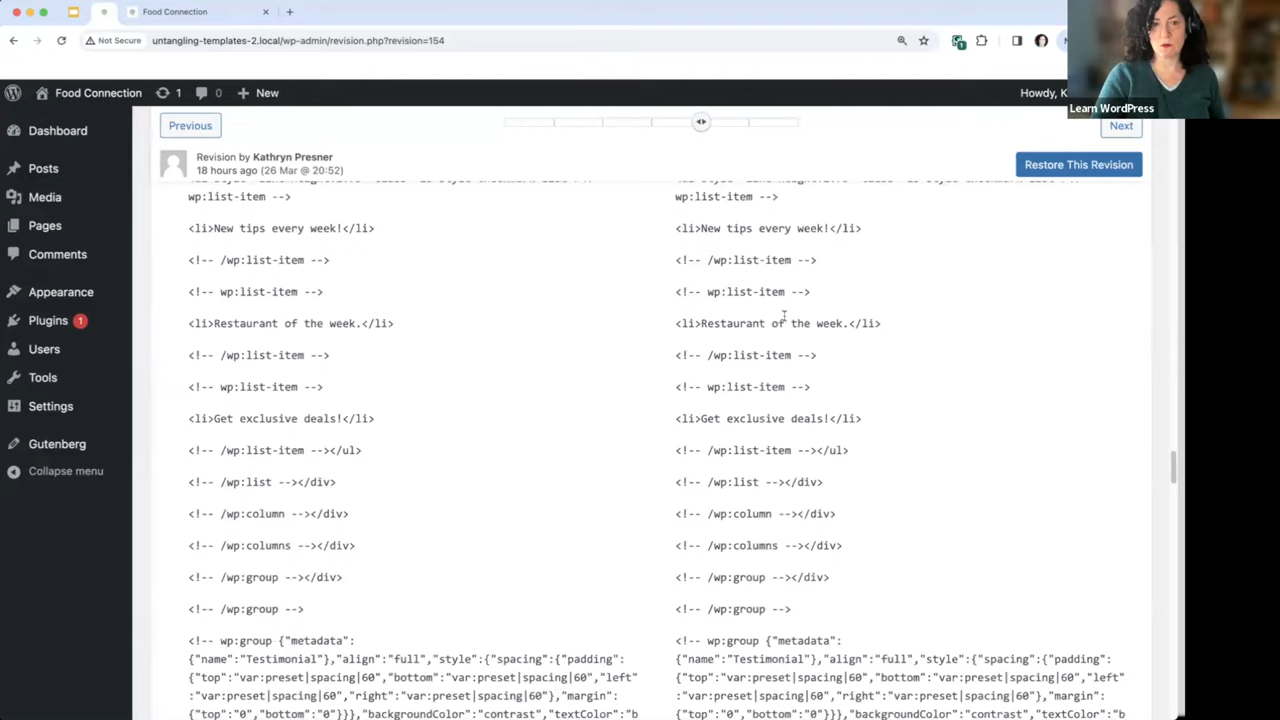 Food Connection
Not Secure
untangling-templates-2.local/wp-admin/revision.php?revision=154
1
Learn WordPress
Food Connection
1
0
New
Howdy, K
Dashboard
Posts
Media
Pages
Comments
Appearance
Plugins 1
Users
Tools
Settings
Gutenberg
Collapse menu
Previous
Next
Revision by Kathryn Presner
18 hours ago (26 Mar @ 20:52)
Restore This Revision
wp:list-item -->
<li>New tips every week!</li>
<!-- /wp:list-item -->
<!-- wp:list-item -->
<li>Restaurant of the week.</li>
<!-- /wp:list-item -->
<!-- wp:list-item -->
<li>Get exclusive deals!</li>
<!-- /wp:list-item --></ul>
<!-- /wp:list --></div>
<!-- /wp:column --></div>
<!-- /wp:columns --></div>
<!-- /wp:group --></div>
<!-- /wp:group -->
<!-- wp:group {"metadata":
{"name":"Testimonial"},"align":"full","style":{"spacing":{"padding":
{"top":"var:preset|spacing|60","bottom":"var:preset|spacing|60","left"
:"var:preset|spacing|60","right":"var:preset|spacing|60"},"margin":
{"top":"0","bottom":"0"}}},"backgroundColor":"contrast","textColor":"b
wp:list-item -->
<li>New tips every week!</li>
<!-- /wp:list-item -->
<!-- wp:list-item -->
<li>Restaurant of the week.</li>
<!-- /wp:list-item -->
<!-- wp:list-item -->
<li>Get exclusive deals!</li>
<!-- /wp:list-item --></ul>
<!-- /wp:list --></div>
<!-- /wp:column --></div>
<!-- /wp:columns --></div>
<!-- /wp:group --></div>
<!-- /wp:group -->
<!-- wp:group {"metadata":
{"name":"Testimonial"},"align":"full","style":{"spacing":{"padding":
{"top":"var:preset|spacing|60","bottom":"var:preset|spacing|60","left"
:"var:preset|spacing|60","right":"var:preset|spacing|60"},"margin":
{"top":"0","bottom":"0"}}},"backgroundColor":"contrast","textColor":"b